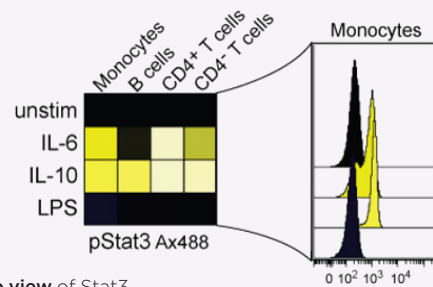 Monocytes
B cells
CD4+ T cells
CD4- T cells
unstim
IL-6
IL-10
LPS
pStat3 Ax488
Monocytes
0 10² 10³ 10⁴
view of Stat3